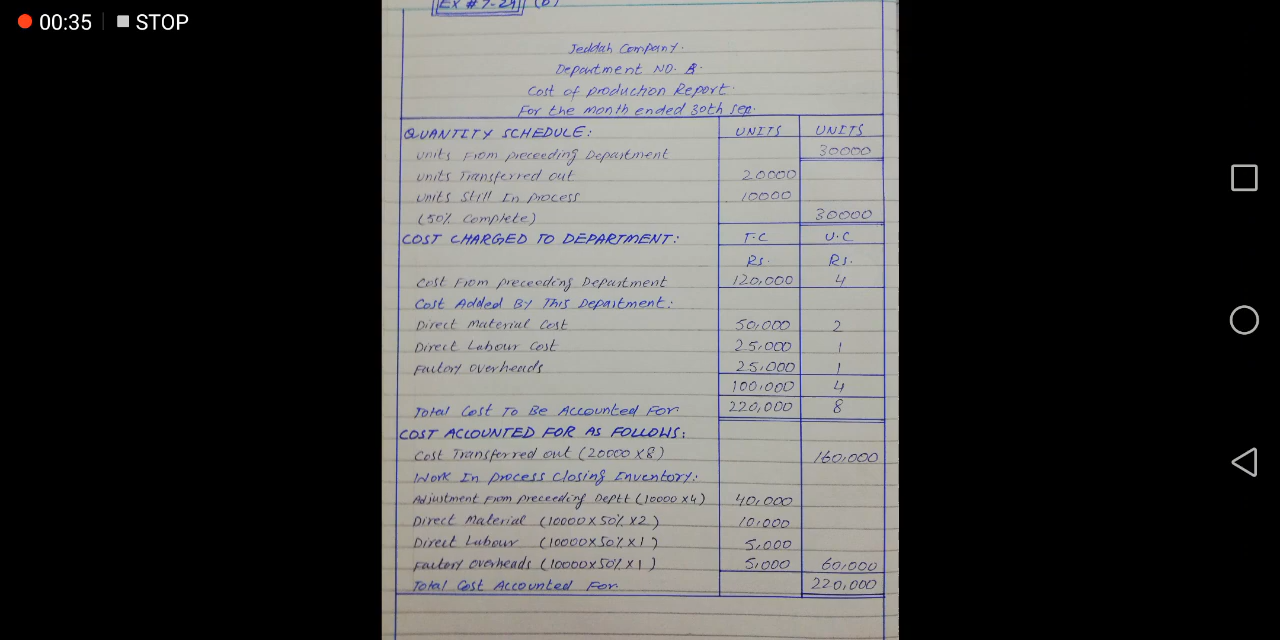 00:35 STOP
EX # 7-29 (b)
Jeddah Company.
Department NO. B.
Cost of production Report.
For the month ended 30th Sep.
QUANTITY SCHEDULE: UNITS UNITS
units From preceeding Department 30000
units Transferred out 20000
units Still In process 10000
(50% Complete) 30000
COST CHARGED TO DEPARTMENT: T.C U.C
Rs. Rs.
Cost From preceeding Department 120,000 4
Cost Added By This Department:
Direct Material Cost 50,000 2
Direct Labour Cost 25,000 1
Factory overheads 25,000 1
100,000 4
Total Cost To Be Accounted For. 220,000 8
COST ACCOUNTED FOR AS FOLLOWS:
Cost Transferred out (20000 X 8) 160,000
Work In process Closing Inventory:
Adjustment From preceeding Deptt (10000 X 4) 40,000
Direct Material (10000 X 50% X 2) 10,000
Direct Labour (10000 X 50% X 1) 5,000
Factory overheads (10000 X 50% X 1) 5,000 60,000
Total Cost Accounted For. 220,000